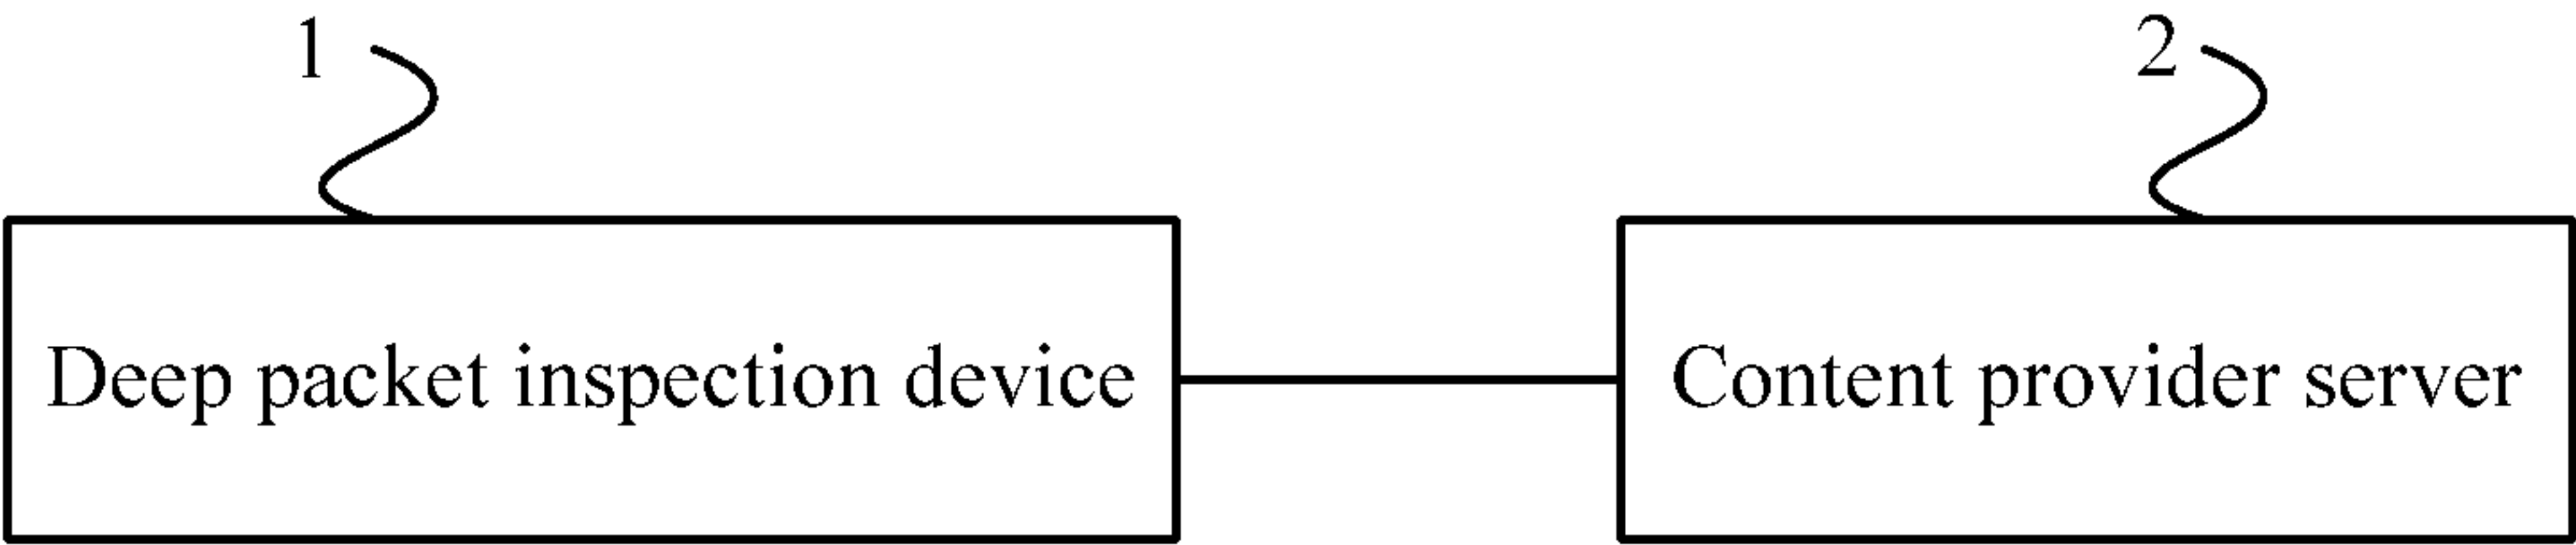 1
2
Deep packet inspection device
Content provider server